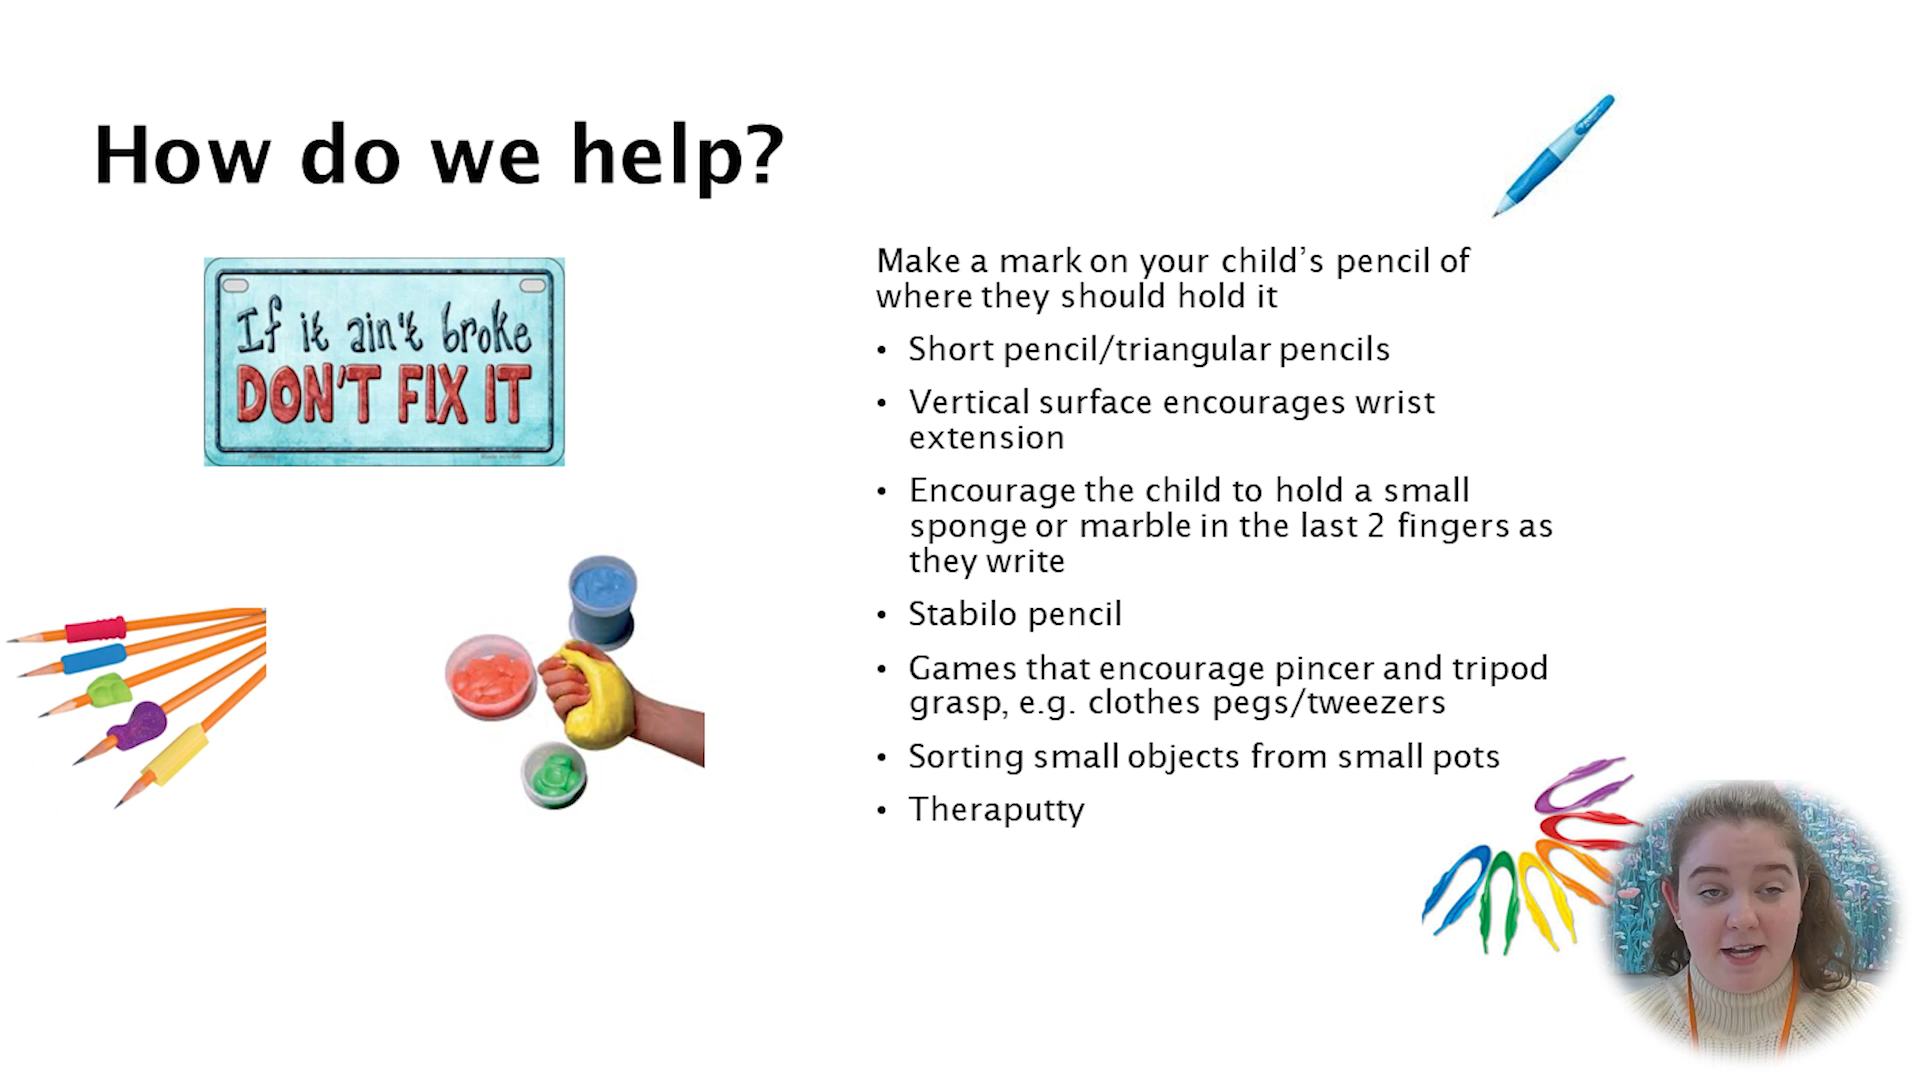 How do we help?
If it ain't broke
DON'T FIX IT
Make a mark on your child's pencil of
where they should hold it
• Short pencil/triangular pencils
• Vertical surface encourages wrist
extension
• Encourage the child to hold a small
sponge or marble in the last 2 fingers as
they write
• Stabilo pencil
• Games that encourage pincer and tripod
grasp, e.g. clothes pegs/tweezers
• Sorting small objects from small pots
• Theraputty